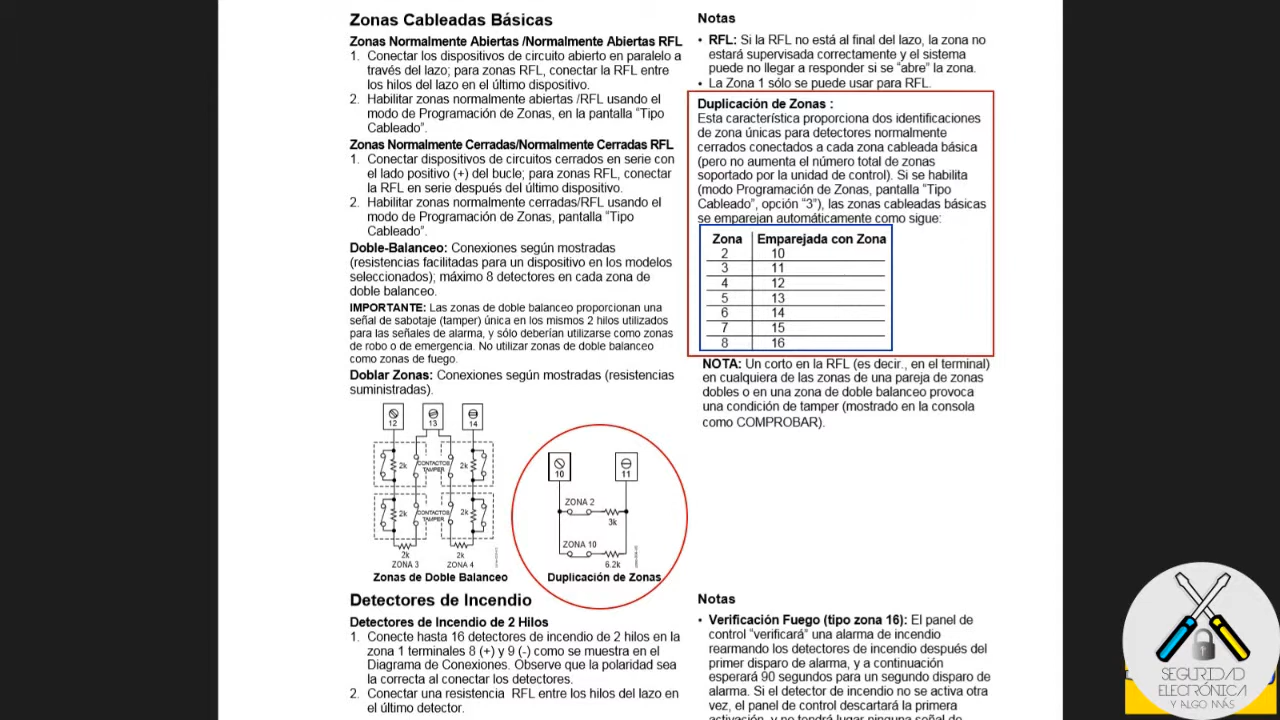 Zonas Cableadas Básicas
Zonas Normalmente Abiertas /Normalmente Abiertas RFL
1. Conectar los dispositivos de circuito abierto en paralelo a
través del lazo; para zonas RFL, conectar la RFL entre
los hilos del lazo en el último dispositivo.
2. Habilitar zonas normalmente abiertas /RFL usando el
modo de Programación de Zonas, en la pantalla “Tipo
Cableado”.
Zonas Normalmente Cerradas/Normalmente Cerradas RFL
1. Conectar dispositivos de circuitos cerrados en serie con
el lado positivo (+) del bucle; para zonas RFL, conectar
la RFL en serie después del último dispositivo.
2. Habilitar zonas normalmente cerradas/RFL usando el
modo de Programación de Zonas, pantalla “Tipo
Cableado”.
Doble-Balanceo: Conexiones según mostradas
(resistencias facilitadas para un dispositivo en los modelos
seleccionados); máximo 8 detectores en cada zona de
doble balanceo.
IMPORTANTE: Las zonas de doble balanceo proporcionan una
señal de sabotaje (tamper) única en los mismos 2 hilos utilizados
para las señales de alarma, y sólo deberían utilizarse como zonas
de robo o de emergencia. No utilizar zonas de doble balanceo
como zonas de fuego.
Doblar Zonas: Conexiones según mostradas (resistencias
suministradas).
12 13 14
2k CONTACTOS TAMPER 2k
2k CONTACTOS TAMPER 2k
2k 2k
ZONA 3 ZONA 4
Zonas de Doble Balanceo
10 11
ZONA 2
3k
ZONA 10
6.2k
Duplicación de Zonas
Notas
• RFL: Si la RFL no está al final del lazo, la zona no
estará supervisada correctamente y el sistema
puede no llegar a responder si se “abre” la zona.
• La Zona 1 sólo se puede usar para RFL.
Duplicación de Zonas :
Esta característica proporciona dos identificaciones
de zona únicas para detectores normalmente
cerrados conectados a cada zona cableada básica
(pero no aumenta el número total de zonas
soportado por la unidad de control). Si se habilita
(modo Programación de Zonas, pantalla “Tipo
Cableado”, opción “3”), las zonas cableadas básicas
se emparejan automáticamente como sigue:
Zona Emparejada con Zona
2 10
3 11
4 12
5 13
6 14
7 15
8 16
NOTA: Un corto en la RFL (es decir., en el terminal)
en cualquiera de las zonas de una pareja de zonas
dobles o en una zona de doble balanceo provoca
una condición de tamper (mostrado en la consola
como COMPROBAR).
Detectores de Incendio
Detectores de Incendio de 2 Hilos
1. Conecte hasta 16 detectores de incendio de 2 hilos en la
zona 1 terminales 8 (+) y 9 (-) como se muestra en el
Diagrama de Conexiones. Observe que la polaridad sea
la correcta al conectar los detectores.
2. Conectar una resistencia RFL entre los hilos del lazo en
el último detector.
Notas
• Verificación Fuego (tipo zona 16): El panel de
control “verificará” una alarma de incendio
rearmando los detectores de incendio después del
primer disparo de alarma, y a continuación
esperará 90 segundos para un segundo disparo de
alarma. Si el detector de incendio no se activa otra
vez, el panel de control descartará la primera
activación, y no tendrá lugar ninguna señal de
SEGURIDAD
ELECTRÓNICA
Y ALGO MÁS